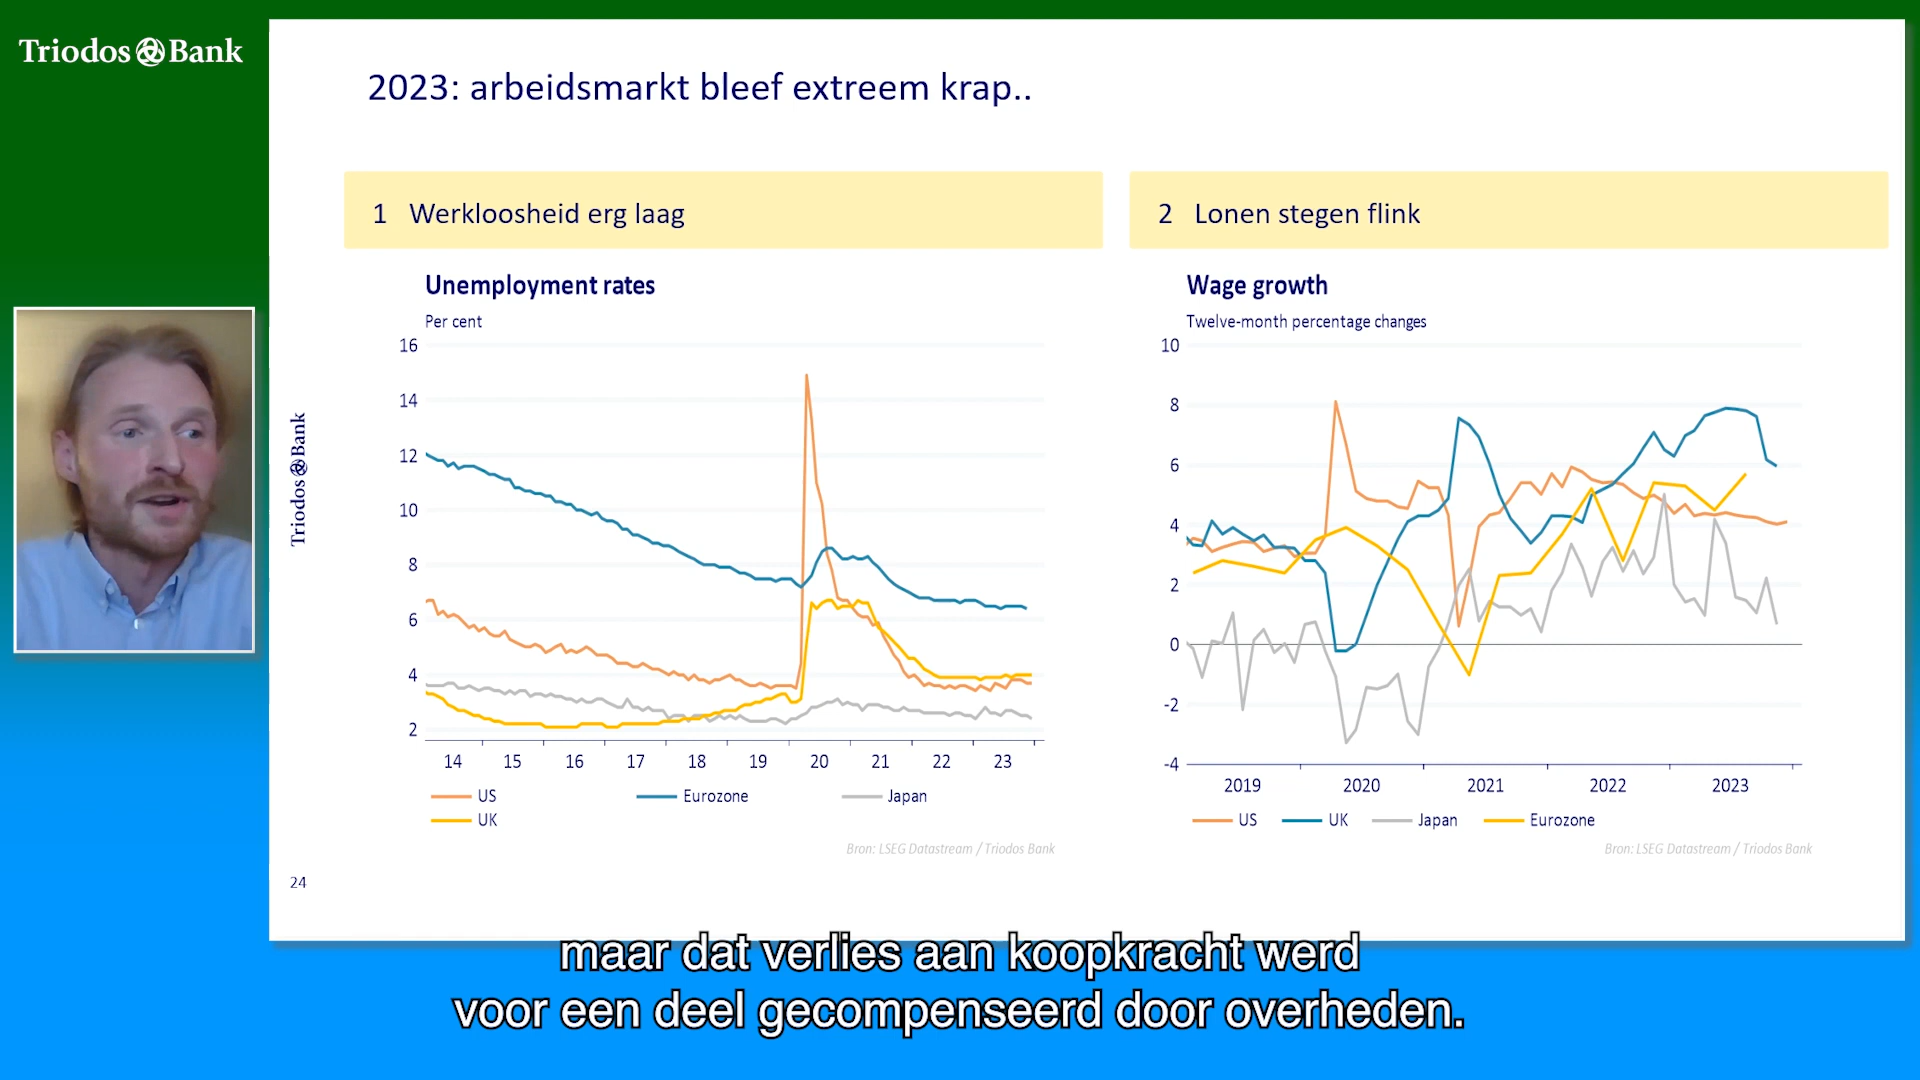 Triodos Bank
2023: arbeidsmarkt bleef extreem krap..
1 Werkloosheid erg laag
Unemployment rates
Per cent
16
14
12
10
8
6
4
2
14 15 16 17 18 19 20 21 22 23
US Eurozone Japan
UK
Bron: LSEG Datastream / Triodos Bank
2 Lonen stegen flink
Wage growth
Twelve-month percentage changes
10
8
6
4
2
0
-2
-4
2019 2020 2021 2022 2023
US UK Japan Eurozone
Bron: LSEG Datastream / Triodos Bank
Triodos Bank
24
maar dat verlies aan koopkracht werd
voor een deel gecompenseerd door overheden.